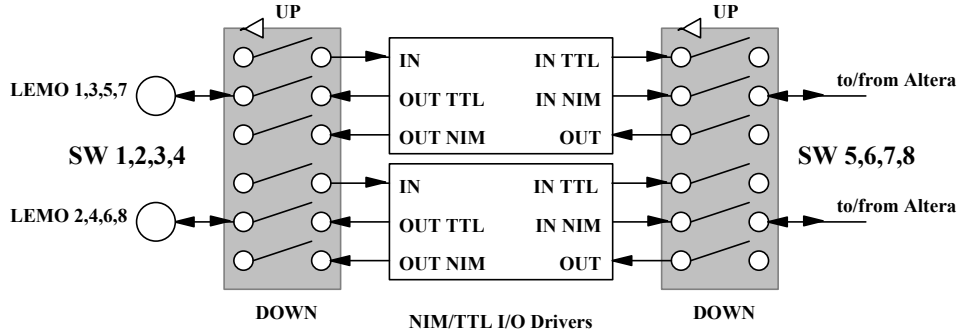 UP
UP
IN
IN TTL
LEMO 1,3,5,7
OUT TTL
IN NIM
to/from Altera
OUT NIM
OUT
SW 1,2,3,4
SW 5,6,7,8
IN
IN TTL
LEMO 2,4,6,8
OUT TTL
IN NIM
to/from Altera
OUT NIM
OUT
DOWN
DOWN
NIM/TTL I/O Drivers